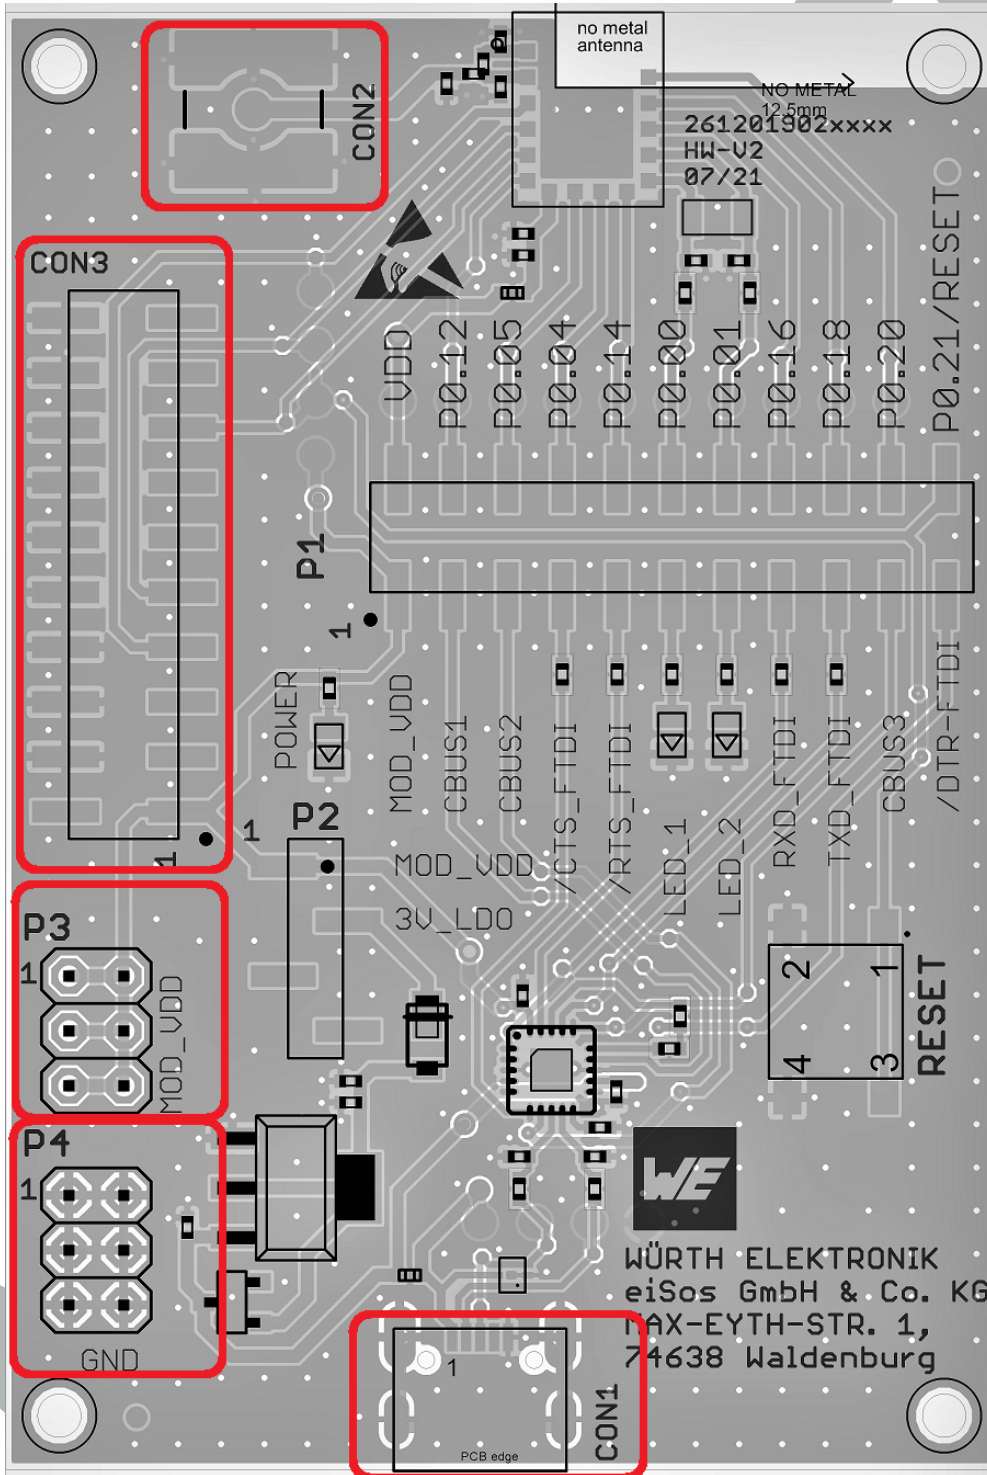 no metal
antenna
NO METAL
12.5mm
CON2
261201302xxxx
HW-V2
07/21
CON3
VDD
P0.12
P0.05
P0.04
P0.14
P0.00
P0.01
P0.16
P0.18
P0.20
P0.21/RESET
P1
1
POWER
MOD_VDD
CBUS1
CBUS2
/CTS_FTDI
/RTS_FTDI
LED_1
LED_2
RXD_FTDI
TXD_FTDI
CBUS3
/DTR-FTDI
1
1
P2
MOD_VDD
3V_LDO
P3
1
MOD_VDD
2
1
4
3
RESET
P4
1
GND
WE
WÜRTH ELEKTRONIK
eiSos GmbH & Co. KG
MAX-EYTH-STR. 1,
74638 Waldenburg
1
CON1
PCB edge